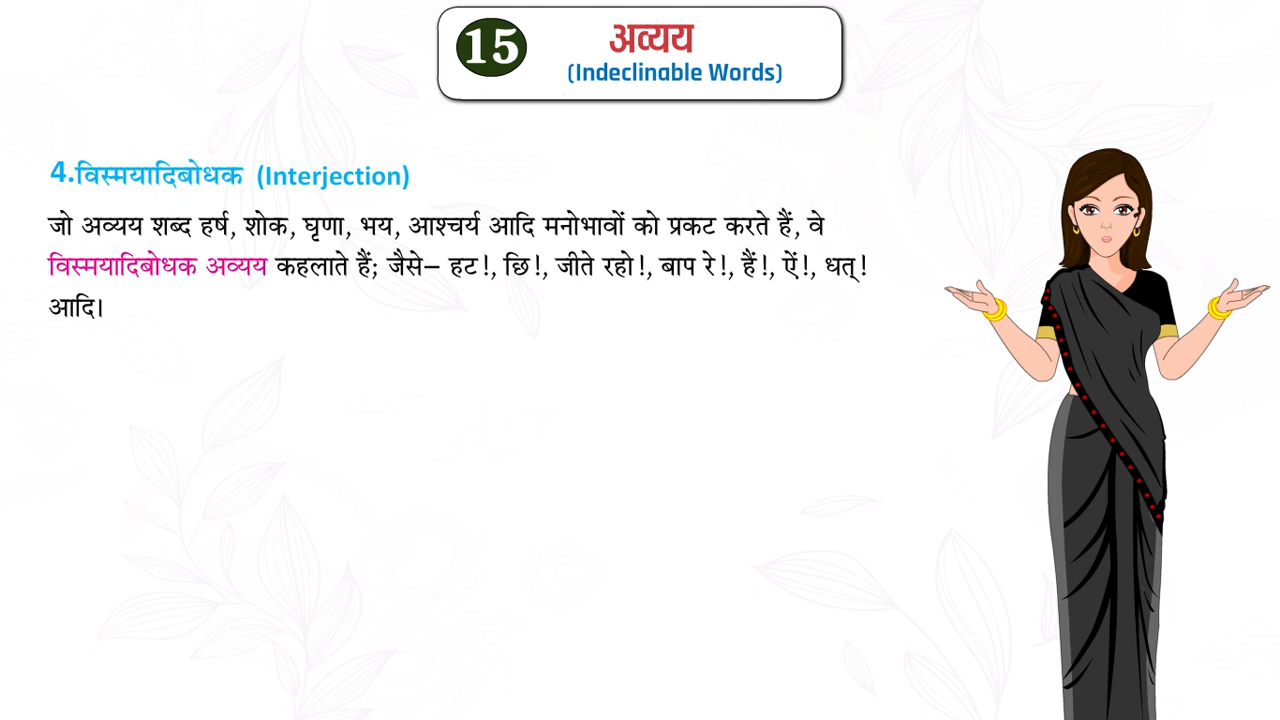 15
अव्यय
(Indeclinable Words)
4.विस्मयादिबोधक (Interjection)
जो अव्यय शब्द हर्ष, शोक, घृणा, भय, आश्चर्य आदि मनोभावों को प्रकट करते हैं, वे
विस्मयादिबोधक अव्यय कहलाते हैं; जैसे– हट!, छि!, जीते रहो!, बाप रे!, हैं!, ऐं!, धत्!
आदि।